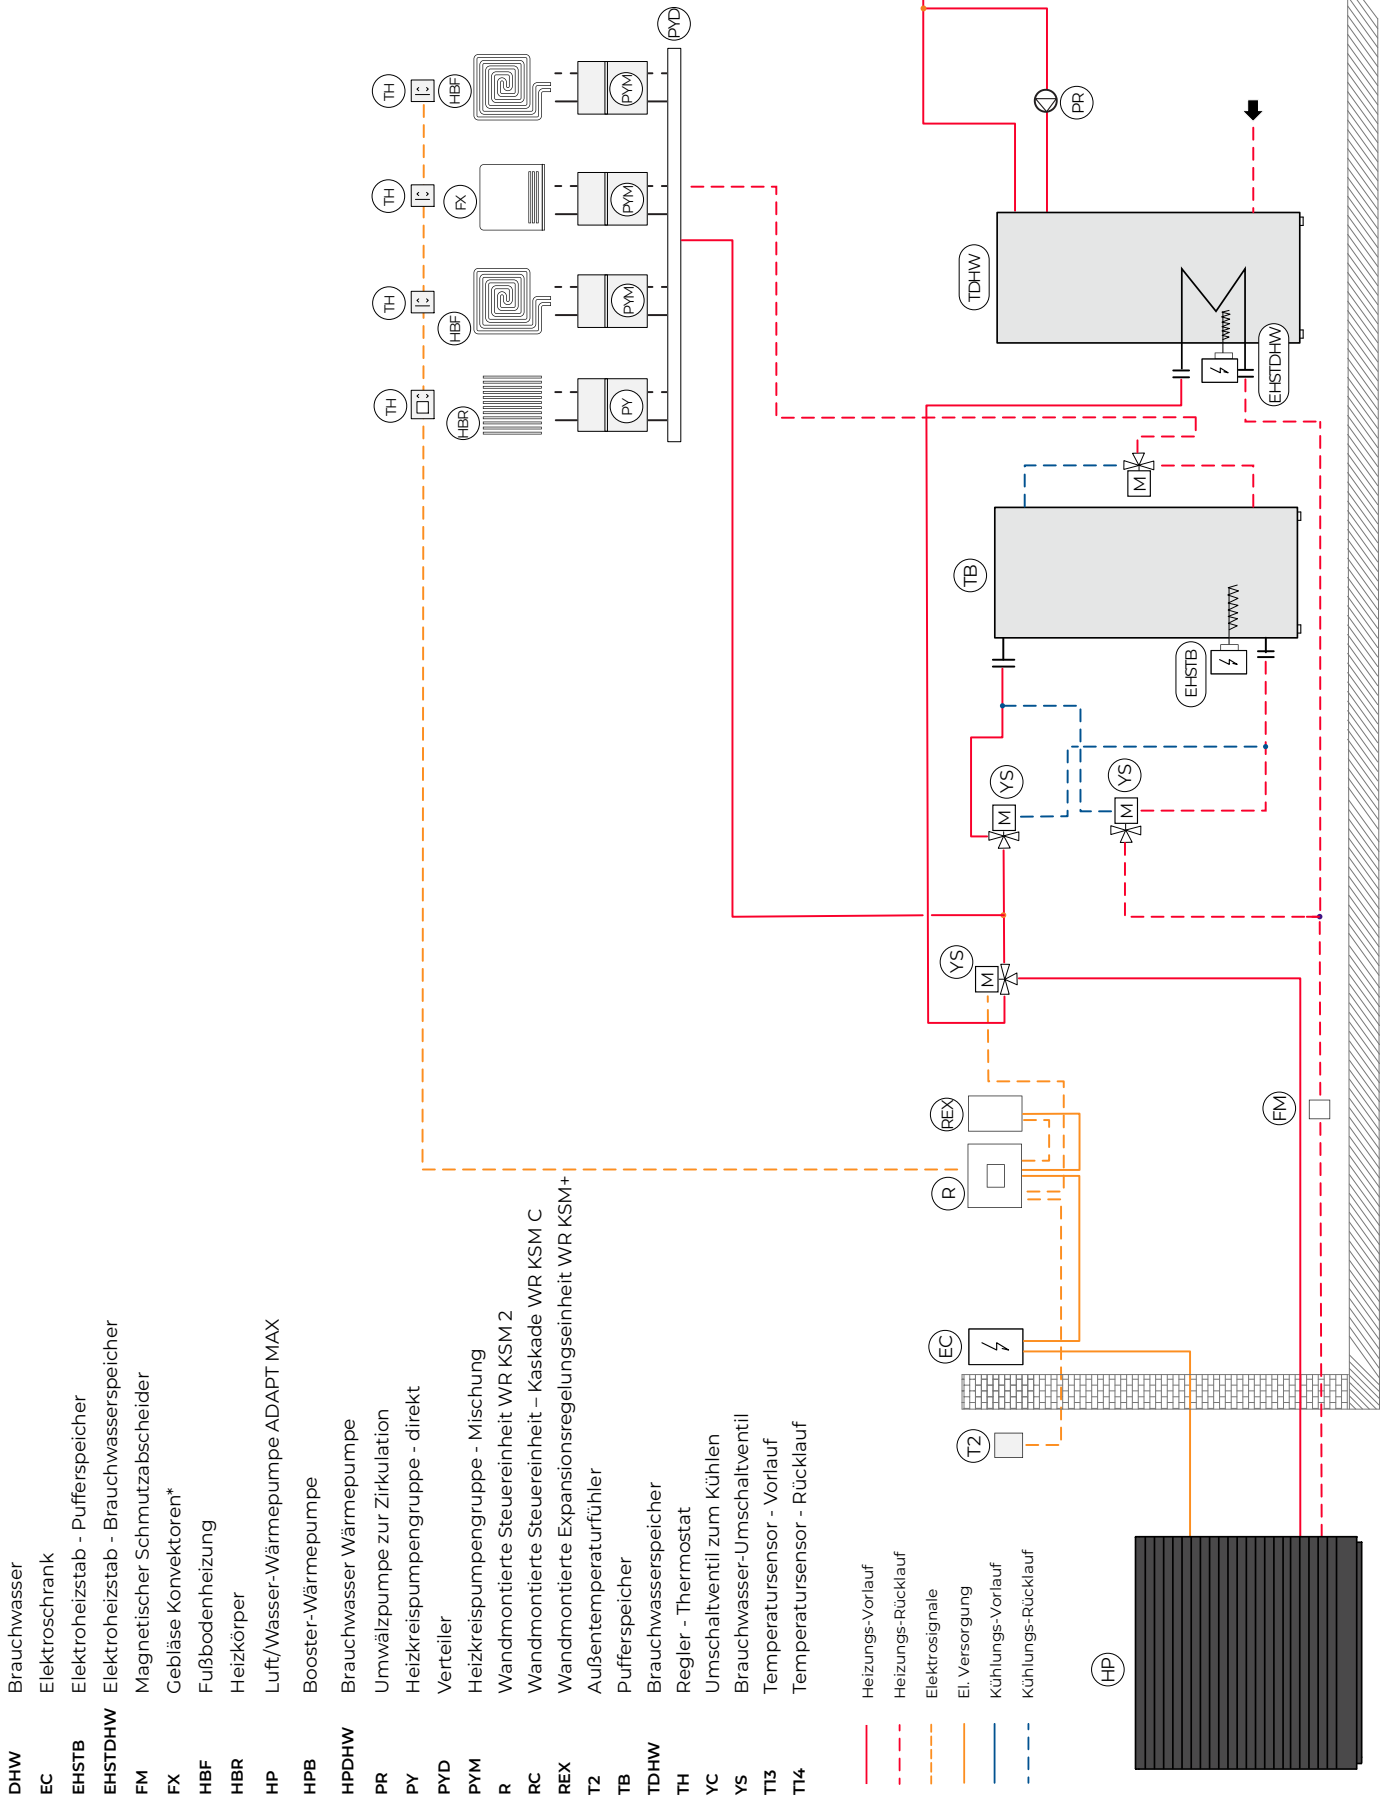 DHW Brauchwasser
EC Elektroschrank
EHSTB Elektroheizstab - Pufferspeicher
EHSTDHW Elektroheizstab - Brauchwasserspeicher
FM Magnetischer Schmutzabscheider
FX Gebläse Konvektoren*
HBF Fußbodenheizung
HBR Heizkörper
HP Luft/Wasser-Wärmepumpe ADAPT MAX
HPB Booster-Wärmepumpe
HPDHW Brauchwasser Wärmepumpe
PR Umwälzpumpe zur Zirkulation
PY Heizkreispumpengruppe - direkt
PYD Verteiler
PYM Heizkreispumpengruppe - Mischung
R Wandmontierte Steuereinheit WR KSM 2
RC Wandmontierte Steuereinheit – Kaskade WR KSM C
REX Wandmontierte Expansionsregelungseinheit WR KSM+
T2 Außentemperaturfühler
TB Pufferspeicher
TDHW Brauchwasserspeicher
TH Regler - Thermostat
YC Umschaltventil zum Kühlen
YS Brauchwasser-Umschaltventil
T13 Temperatursensor - Vorlauf
T14 Temperatursensor - Rücklauf
Heizungs-Vorlauf
Heizungs-Rücklauf
Elektrosignale
El. Versorgung
Kühlungs-Vorlauf
Kühlungs-Rücklauf
HP
T2
EC
R
REX
FM
YS
M
YS
M
YS
M
EHSTB
TB
M
EHSTDHW
TDHW
PR
TH
TH
TH
TH
HBR
HBF
FX
HBF
PY
PYM
PYM
PYM
PYD